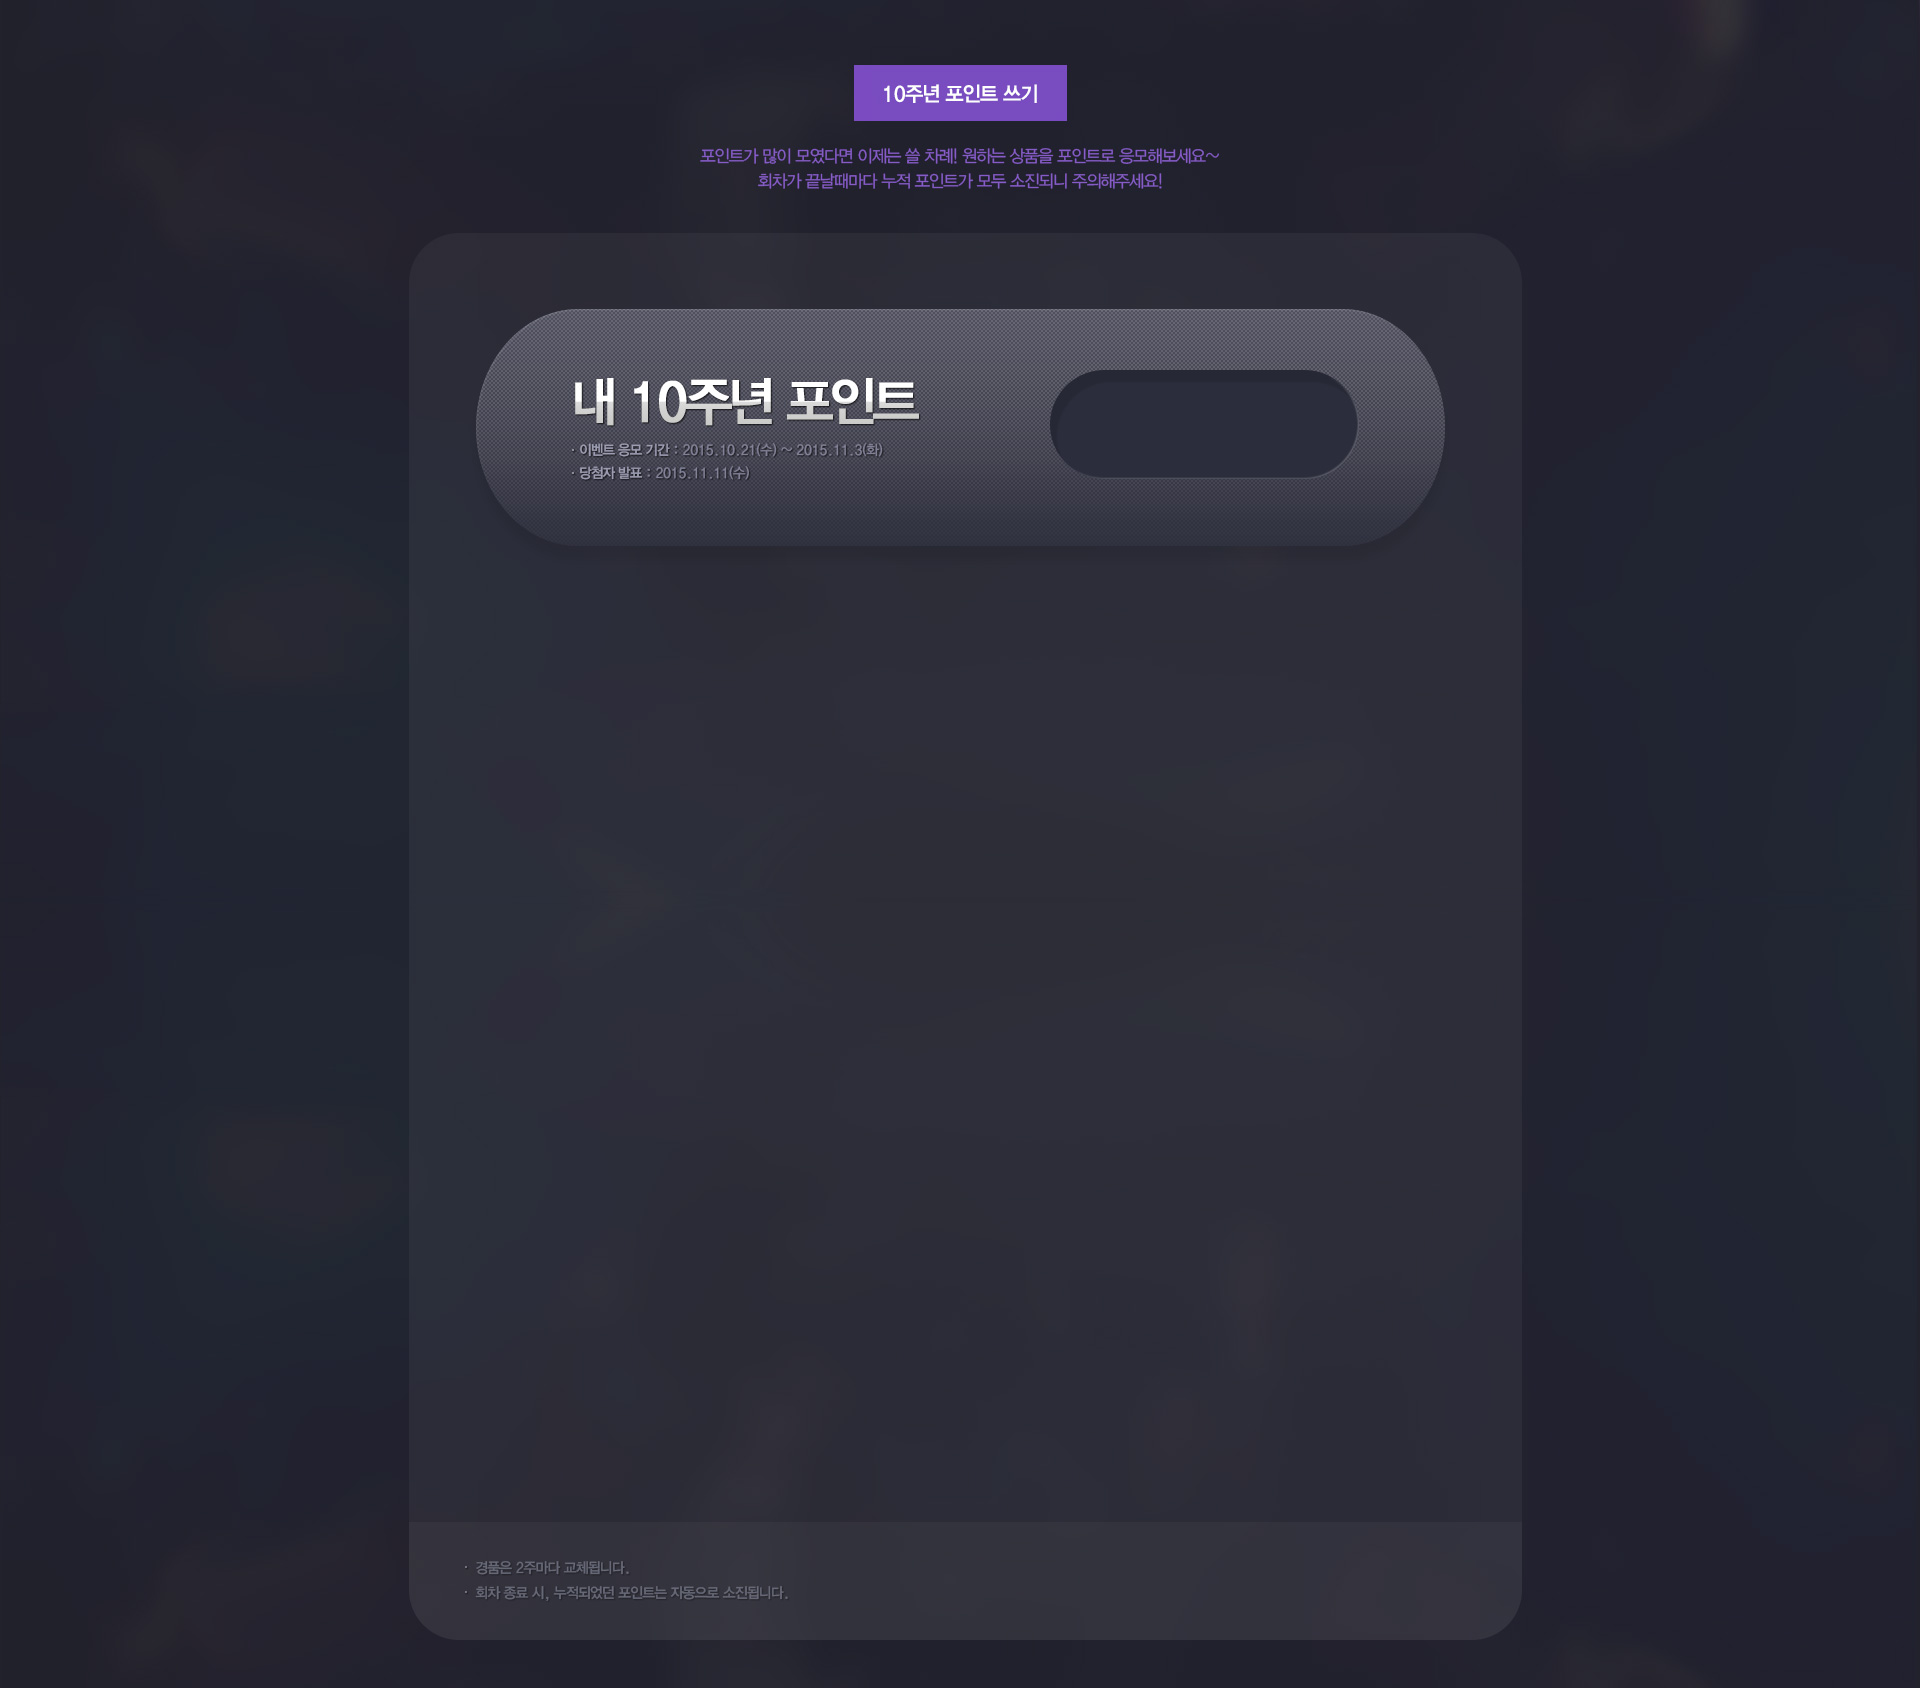 10주년 포인트 쓰기
포인트가 많이 모였다면 이제는 쓸 차례! 원하는 상품을 포인트로 응모해보세요~
회차가 끝날때마다 누적 포인트가 모두 소진되니 주의해주세요!
내 10주년 포인트
· 이벤트 응모 기간 : 2015.10.21(수) ~ 2015.11.3(화)
· 당첨자 발표 : 2015.11.11(수)
· 경품은 2주마다 교체됩니다.
· 회차 종료 시, 누적되었던 포인트는 자동으로 소진됩니다.